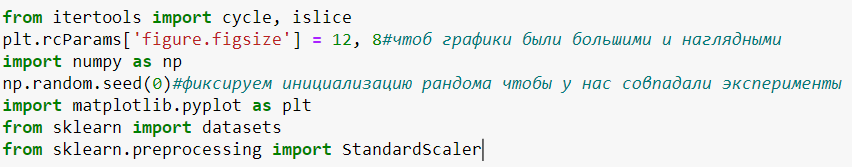 from itertools import cycle, islice
plt.rcParams['figure.figsize'] = 12, 8#чтоб графики были большими и наглядными
import numpy as np
np.random.seed(0)#фиксируем инициализацию рандома чтобы у нас совпадали эксперименты
import matplotlib.pyplot as plt
from sklearn import datasets
from sklearn.preprocessing import StandardScaler